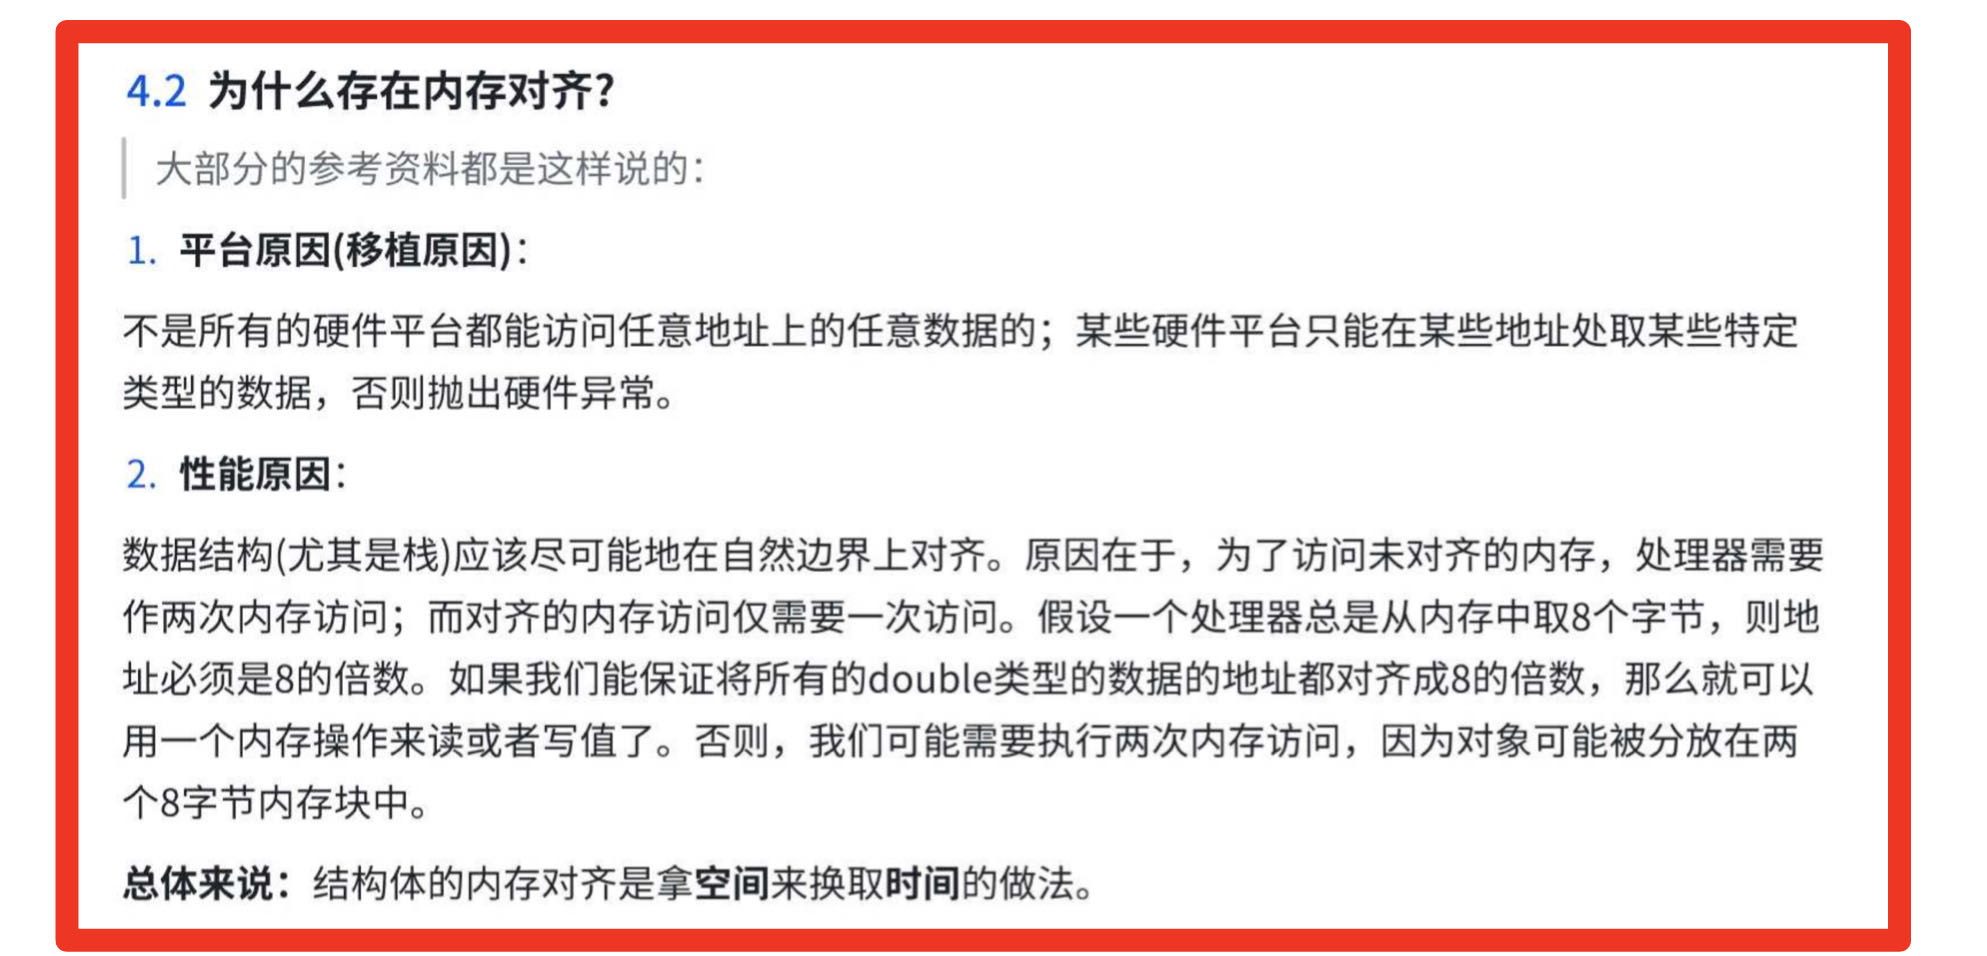 4.2 为什么存在内存对齐?
大部分的参考资料都是这样说的：
1. 平台原因(移植原因)：
不是所有的硬件平台都能访问任意地址上的任意数据的；某些硬件平台只能在某些地址处取某些特定
类型的数据，否则抛出硬件异常。
2. 性能原因：
数据结构(尤其是栈)应该尽可能地在自然边界上对齐。原因在于，为了访问未对齐的内存，处理器需要
作两次内存访问；而对齐的内存访问仅需要一次访问。假设一个处理器总是从内存中取8个字节，则地
址必须是8的倍数。如果我们能保证将所有的double类型的数据的地址都对齐成8的倍数，那么就可以
用一个内存操作来读或者写值了。否则，我们可能需要执行两次内存访问，因为对象可能被分放在两
个8字节内存块中。
总体来说：结构体的内存对齐是拿空间来换取时间的做法。